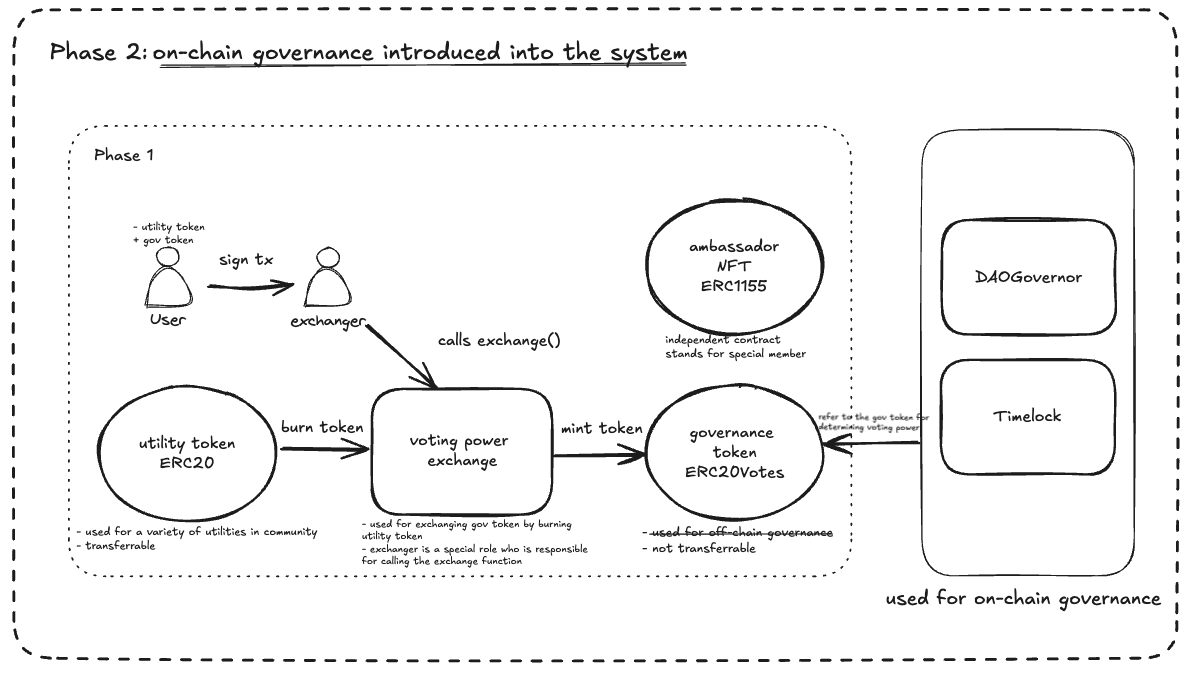 Phase 2: on-chain governance introduced into the system
Phase 1
- utility token
+ gov token
sign tx
User
exchanger
calls exchange()
ambassador
NFT
ERC1155
independent contract
stands for special member
DAOGovernor
Timelock
utility token
ERC20
burn token
voting power
exchange
mint token
governance
token
ERC20Votes
refer to the gov token for
determining voting power
- used for a variety of utilities in community
- transferrable
- used for exchanging gov token by burning
utility token
- exchanger is a special role who is responsible
for calling the exchange function
- used for off-chain governance
- not transferrable
used for on-chain governance